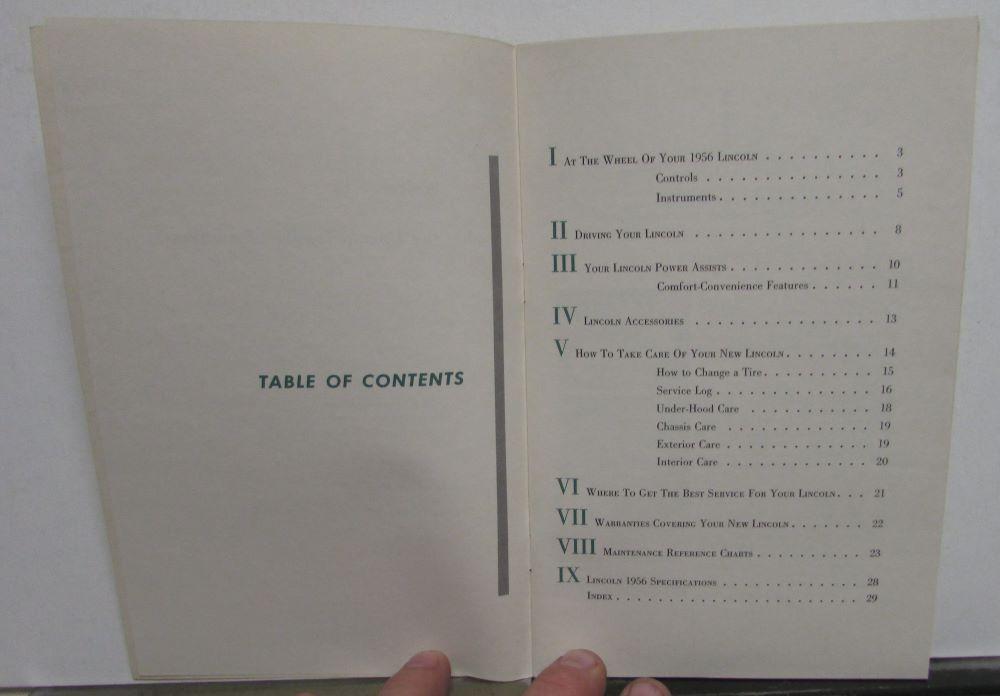 TABLE OF CONTENTS
I At The Wheel Of Your 1956 Lincoln . . . . . . . . . . 3
Controls . . . . . . . . . . . . . . . 3
Instruments . . . . . . . . . . . . . . 5
II Driving Your Lincoln . . . . . . . . . . . . . . . . 8
III Your Lincoln Power Assists . . . . . . . . . . . . . 10
Comfort-Convenience Features . . . . . . 11
IV Lincoln Accessories . . . . . . . . . . . . . . . . 13
V How To Take Care Of Your New Lincoln . . . . . . . . 14
How to Change a Tire . . . . . . . . . . 15
Service Log . . . . . . . . . . . . . . 16
Under-Hood Care . . . . . . . . . . . 18
Chassis Care . . . . . . . . . . . . . 19
Exterior Care . . . . . . . . . . . . . 19
Interior Care . . . . . . . . . . . . . 20
VI Where To Get The Best Service For Your Lincoln . . . 21
VII Warranties Covering Your New Lincoln . . . . . . . 22
VIII Maintenance Reference Charts . . . . . . . . . . 23
IX Lincoln 1956 Specifications . . . . . . . . . . . . 28
Index . . . . . . . . . . . . . . . . . . . . . 29